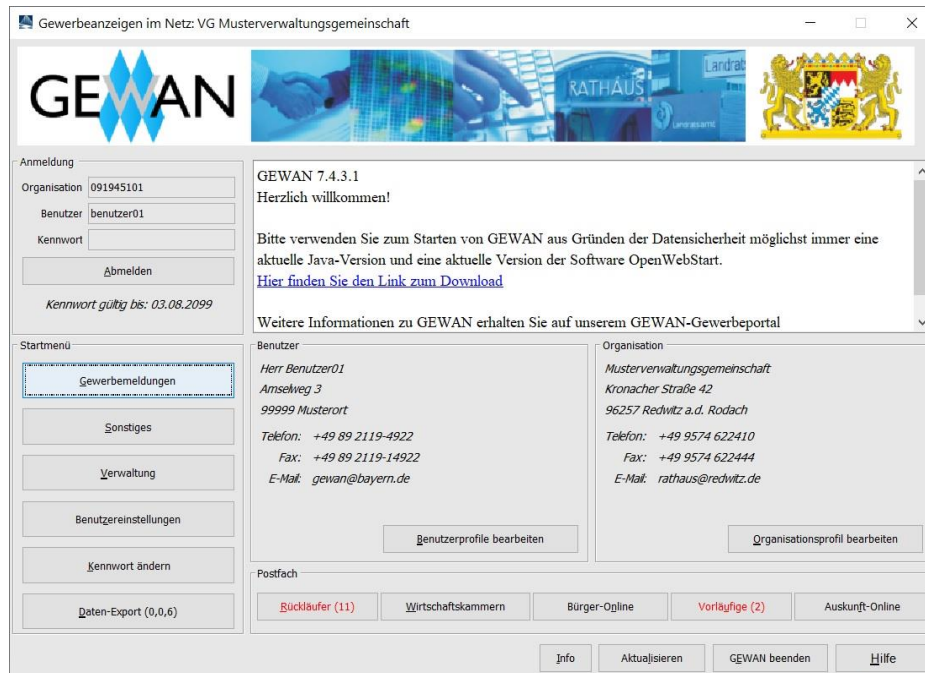 Gewerbeanzeigen im Netz: VG Musterverwaltungsgemeinschaft
GEWAN
RATHAUS
Landrat
Landratsamt
Anmeldung
Organisation 091945101
Benutzer benutzer01
Kennwort
Abmelden
Kennwort gültig bis: 03.08.2099
GEWAN 7.4.3.1
Herzlich willkommen!
Bitte verwenden Sie zum Starten von GEWAN aus Gründen der Datensicherheit möglichst immer eine
aktuelle Java-Version und eine aktuelle Version der Software OpenWebStart.
Hier finden Sie den Link zum Download
Weitere Informationen zu GEWAN erhalten Sie auf unserem GEWAN-Gewerbeportal
Startmenü
Gewerbemeldungen
Sonstiges
Verwaltung
Benutzereinstellungen
Kennwort ändern
Daten-Export (0,0,6)
Benutzer
Herr Benutzer01
Amselweg 3
99999 Musterort
Telefon: +49 89 2119-4922
Fax: +49 89 2119-14922
E-Mail: gewan@bayern.de
Benutzerprofile bearbeiten
Organisation
Musterverwaltungsgemeinschaft
Kronacher Straße 42
96257 Redwitz a.d. Rodach
Telefon: +49 9574 622410
Fax: +49 9574 622444
E-Mail: rathaus@redwitz.de
Organisationsprofil bearbeiten
Postfach
Rückläufer (11)
Wirtschaftskammern
Bürger-Online
Vorläufige (2)
Auskunft-Online
Info
Aktualisieren
GEWAN beenden
Hilfe